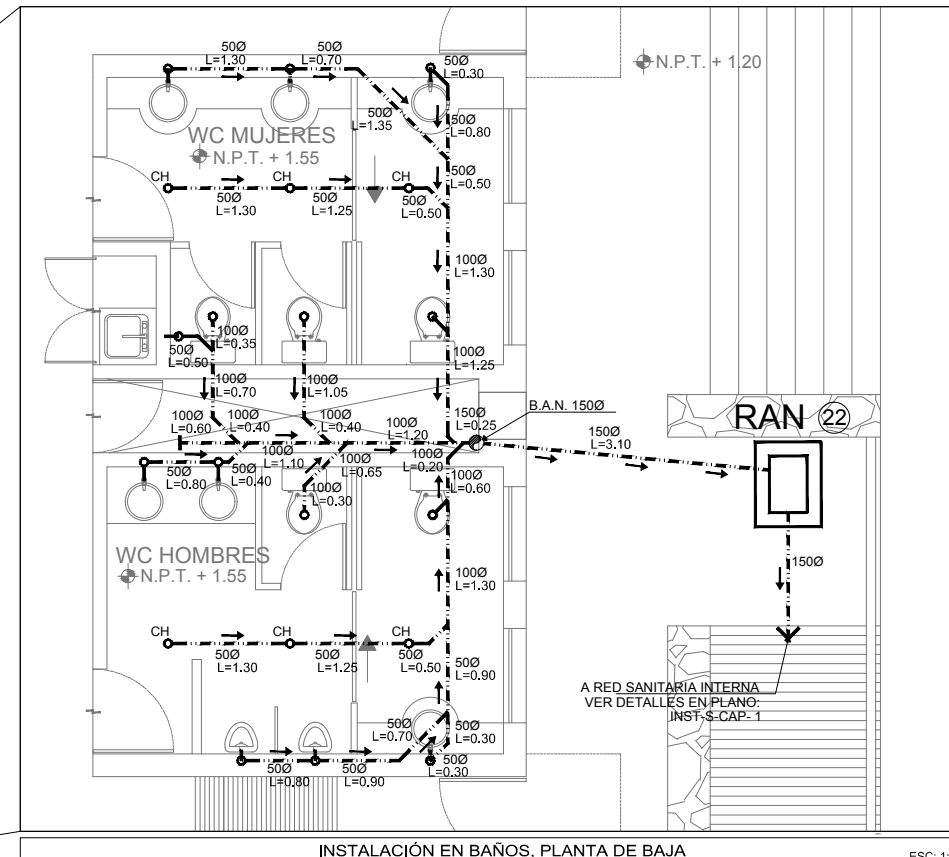 50Ø
L=1.30
50Ø
L=0.70
50Ø
L=0.30
N.P.T. + 1.20
50Ø
L=1.35
50Ø
L=0.80
WC MUJERES
N.P.T. + 1.55
50Ø
L=0.50
CH
CH
CH
50Ø
L=1.30
50Ø
L=1.25
50Ø
L=0.50
100Ø
L=1.30
100Ø
L=0.35
50Ø
L=0.50
100Ø
L=1.25
100Ø
L=0.70
100Ø
L=1.05
B.A.N. 150Ø
RAN 22
100Ø
L=0.60
100Ø
L=0.40
100Ø
L=0.40
100Ø
L=1.20
150Ø
L=0.25
150Ø
L=3.10
50Ø
L=0.80
50Ø
L=0.40
100Ø
L=1.10
100Ø
L=0.65
100Ø
L=0.20
100Ø
L=0.60
100Ø
L=0.30
WC HOMBRES
N.P.T. + 1.55
100Ø
L=1.30
150Ø
CH
CH
CH
50Ø
L=1.30
50Ø
L=1.25
50Ø
L=0.50
50Ø
L=0.90
A RED SANITARIA INTERNA
VER DETALLES EN PLANO:
INST-S-CAP- 1
50Ø
L=0.70
50Ø
L=0.30
50Ø
L=0.80
50Ø
L=0.90
50Ø
L=0.30
INSTALACIÓN EN BAÑOS, PLANTA DE BAJA
ESC: 1: